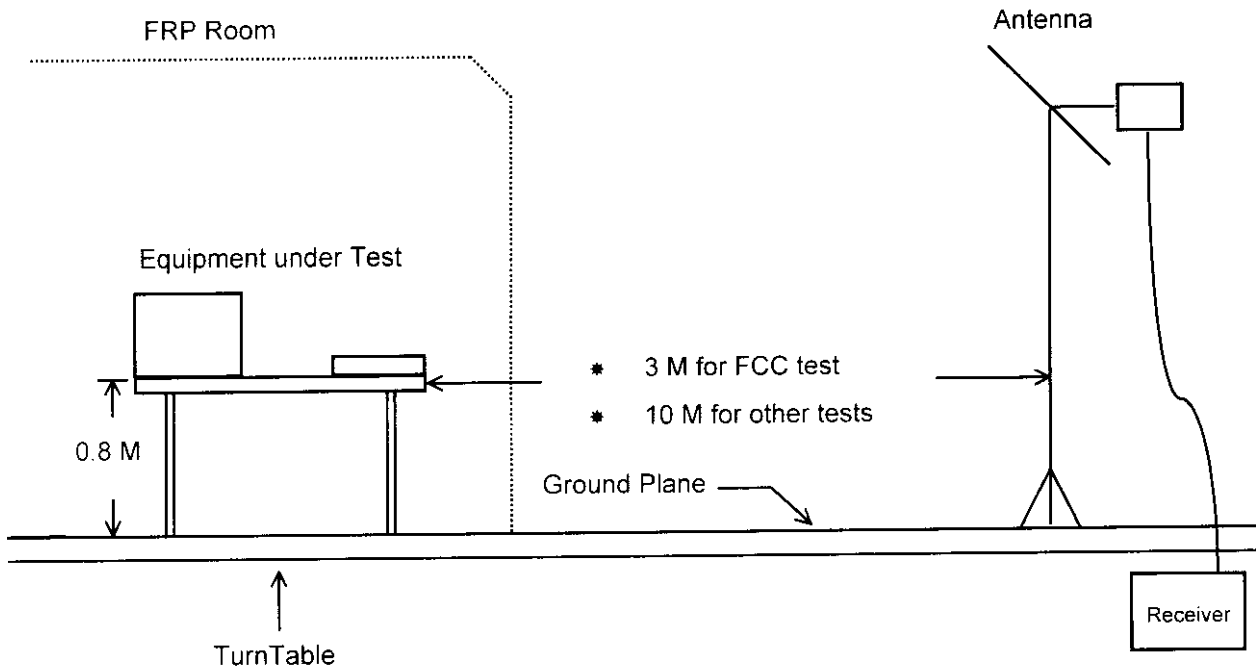 FRP Room
Antenna
Equipment under Test
* 3 M for FCC test
* 10 M for other tests
0.8 M
Ground Plane
Receiver
TurnTable